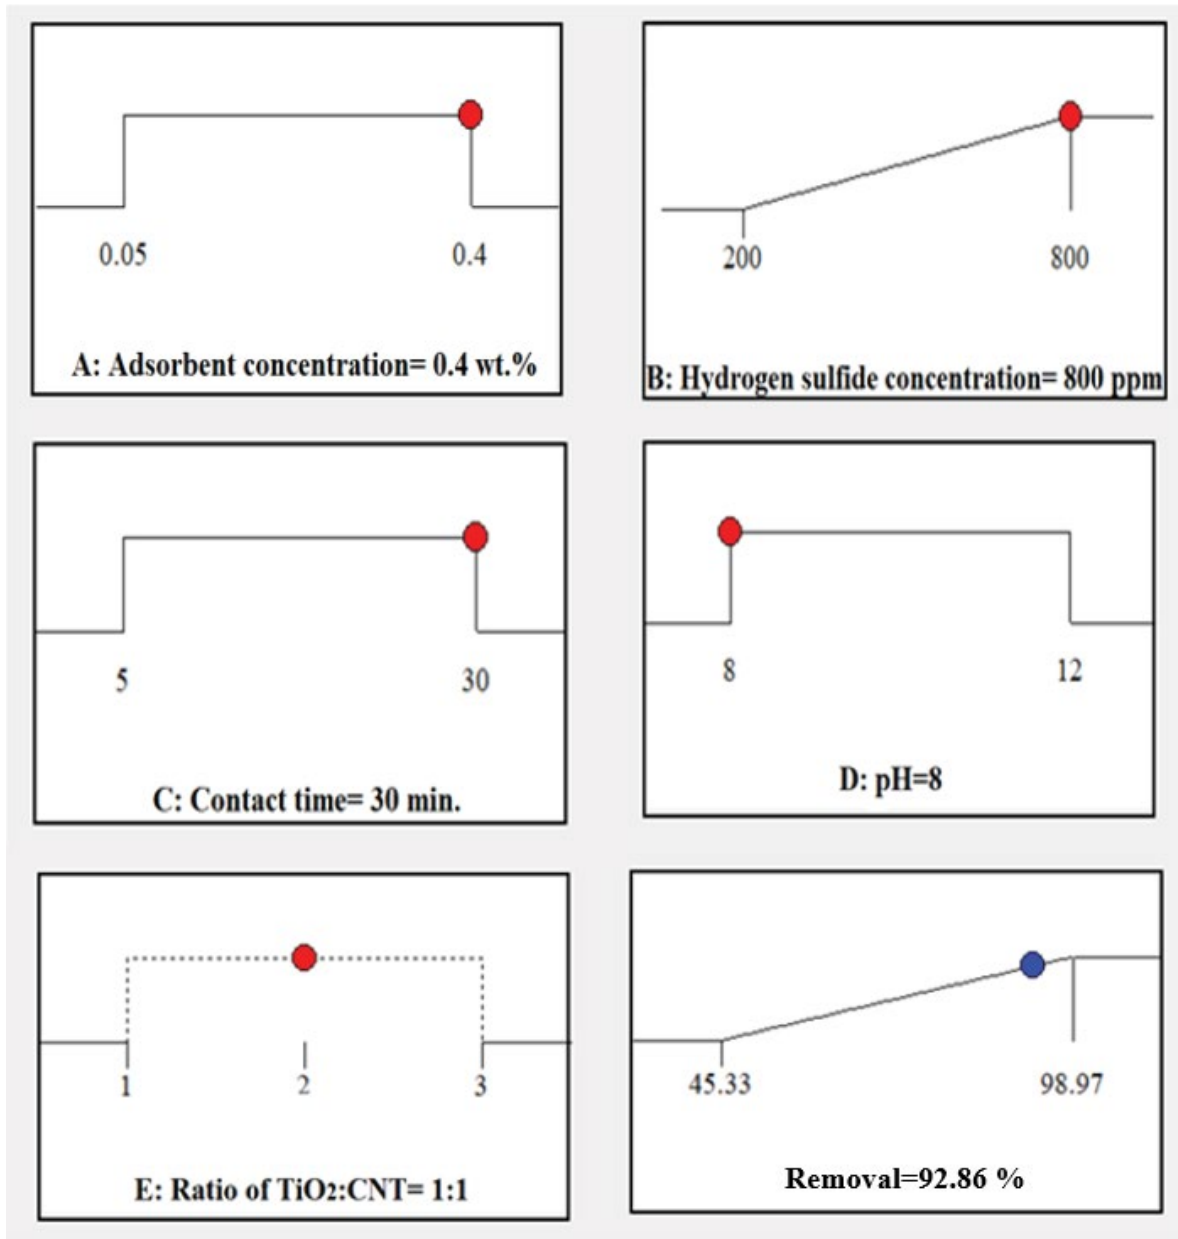 0.05 0.4
A: Adsorbent concentration= 0.4 wt.%
200 800
B: Hydrogen sulfide concentration= 800 ppm
5 30
C: Contact time= 30 min.
8 12
D: pH=8
1 2 3
E: Ratio of TiO2:CNT= 1:1
45.33 98.97
Removal=92.86 %